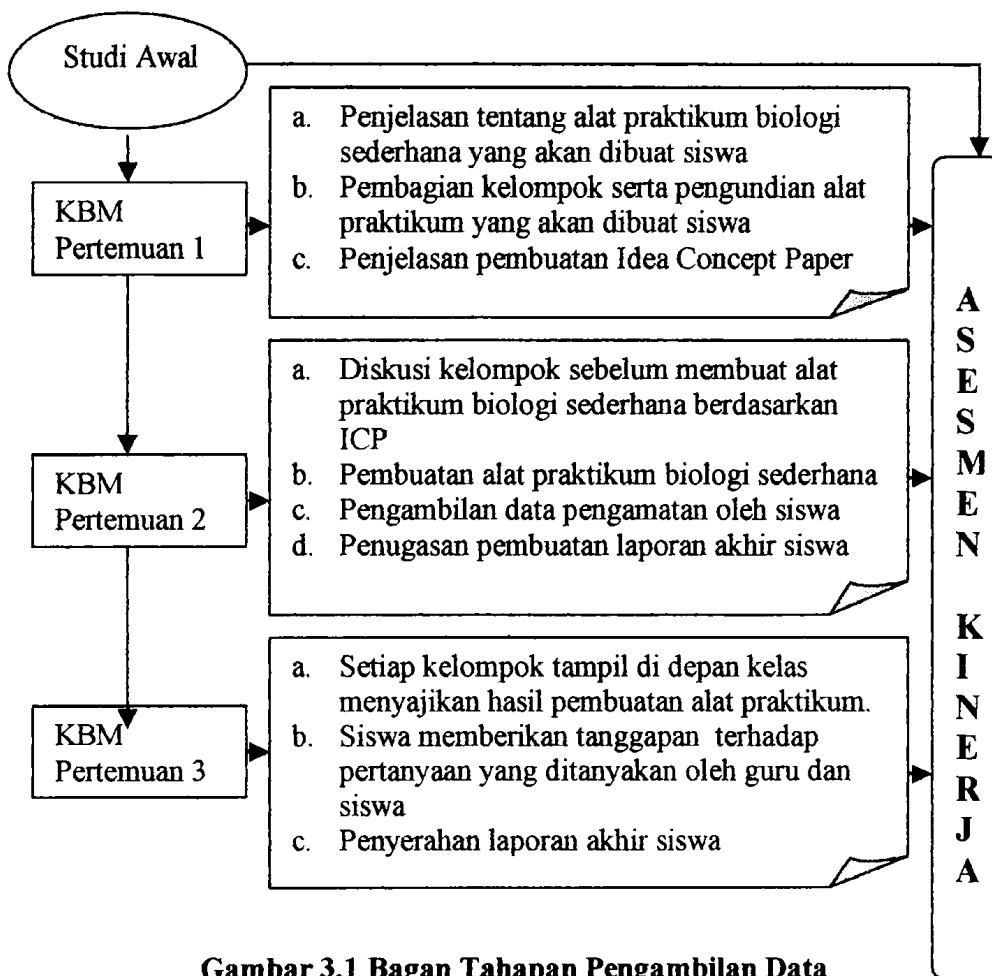 Studi Awal
KBM
Pertemuan 1
a. Penjelasan tentang alat praktikum biologi
sederhana yang akan dibuat siswa
b. Pembagian kelompok serta pengundian alat
praktikum yang akan dibuat siswa
c. Penjelasan pembuatan Idea Concept Paper
KBM
Pertemuan 2
a. Diskusi kelompok sebelum membuat alat
praktikum biologi sederhana berdasarkan
ICP
b. Pembuatan alat praktikum biologi sederhana
c. Pengambilan data pengamatan oleh siswa
d. Penugasan pembuatan laporan akhir siswa
KBM
Pertemuan 3
a. Setiap kelompok tampil di depan kelas
menyajikan hasil pembuatan alat praktikum.
b. Siswa memberikan tanggapan terhadap
pertanyaan yang ditanyakan oleh guru dan
siswa
c. Penyerahan laporan akhir siswa
A
S
E
S
M
E
N
K
I
N
E
R
J
A
Gambar 3.1 Bagan Tahapan Pengambilan Data